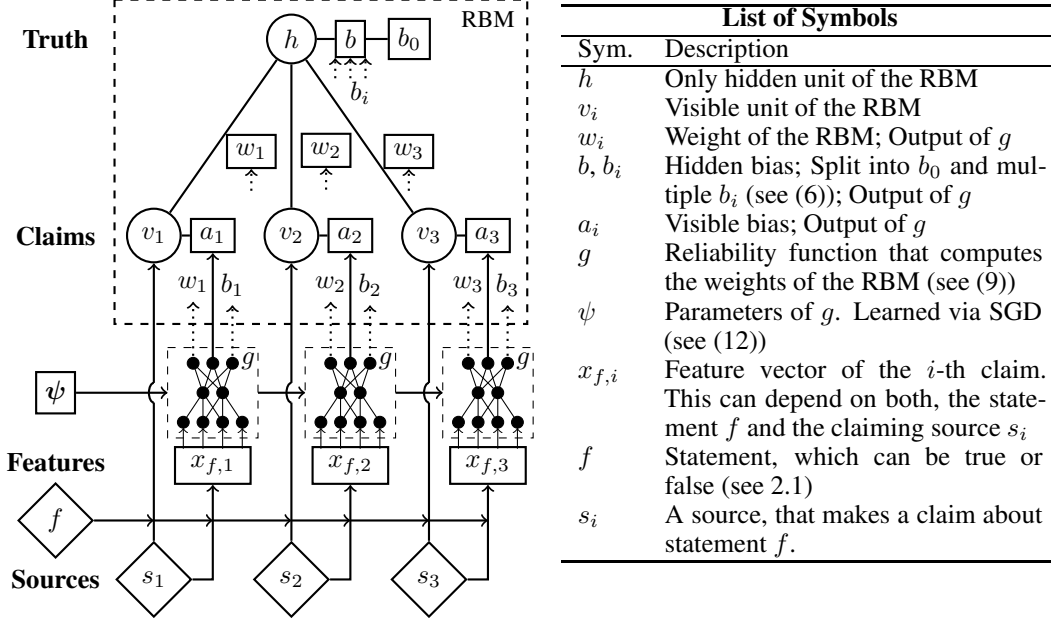 RBM
Truth
h
b
b_0
b_i
w_1
w_2
w_3
Claims
v_1
a_1
v_2
a_2
v_3
a_3
w_1
b_1
w_2
b_2
w_3
b_3
g
g
g
ψ
Features
x_{f,1}
x_{f,2}
x_{f,3}
f
Sources
s_1
s_2
s_3
List of Symbols
Sym. Description
h Only hidden unit of the RBM
v_i Visible unit of the RBM
w_i Weight of the RBM; Output of g
b, b_i Hidden bias; Split into b_0 and mul-
tiple b_i (see (6)); Output of g
a_i Visible bias; Output of g
g Reliability function that computes
the weights of the RBM (see (9))
ψ Parameters of g. Learned via SGD
(see (12))
x_{f,i} Feature vector of the i-th claim.
This can depend on both, the state-
ment f and the claiming source s_i
f Statement, which can be true or
false (see 2.1)
s_i A source, that makes a claim about
statement f.